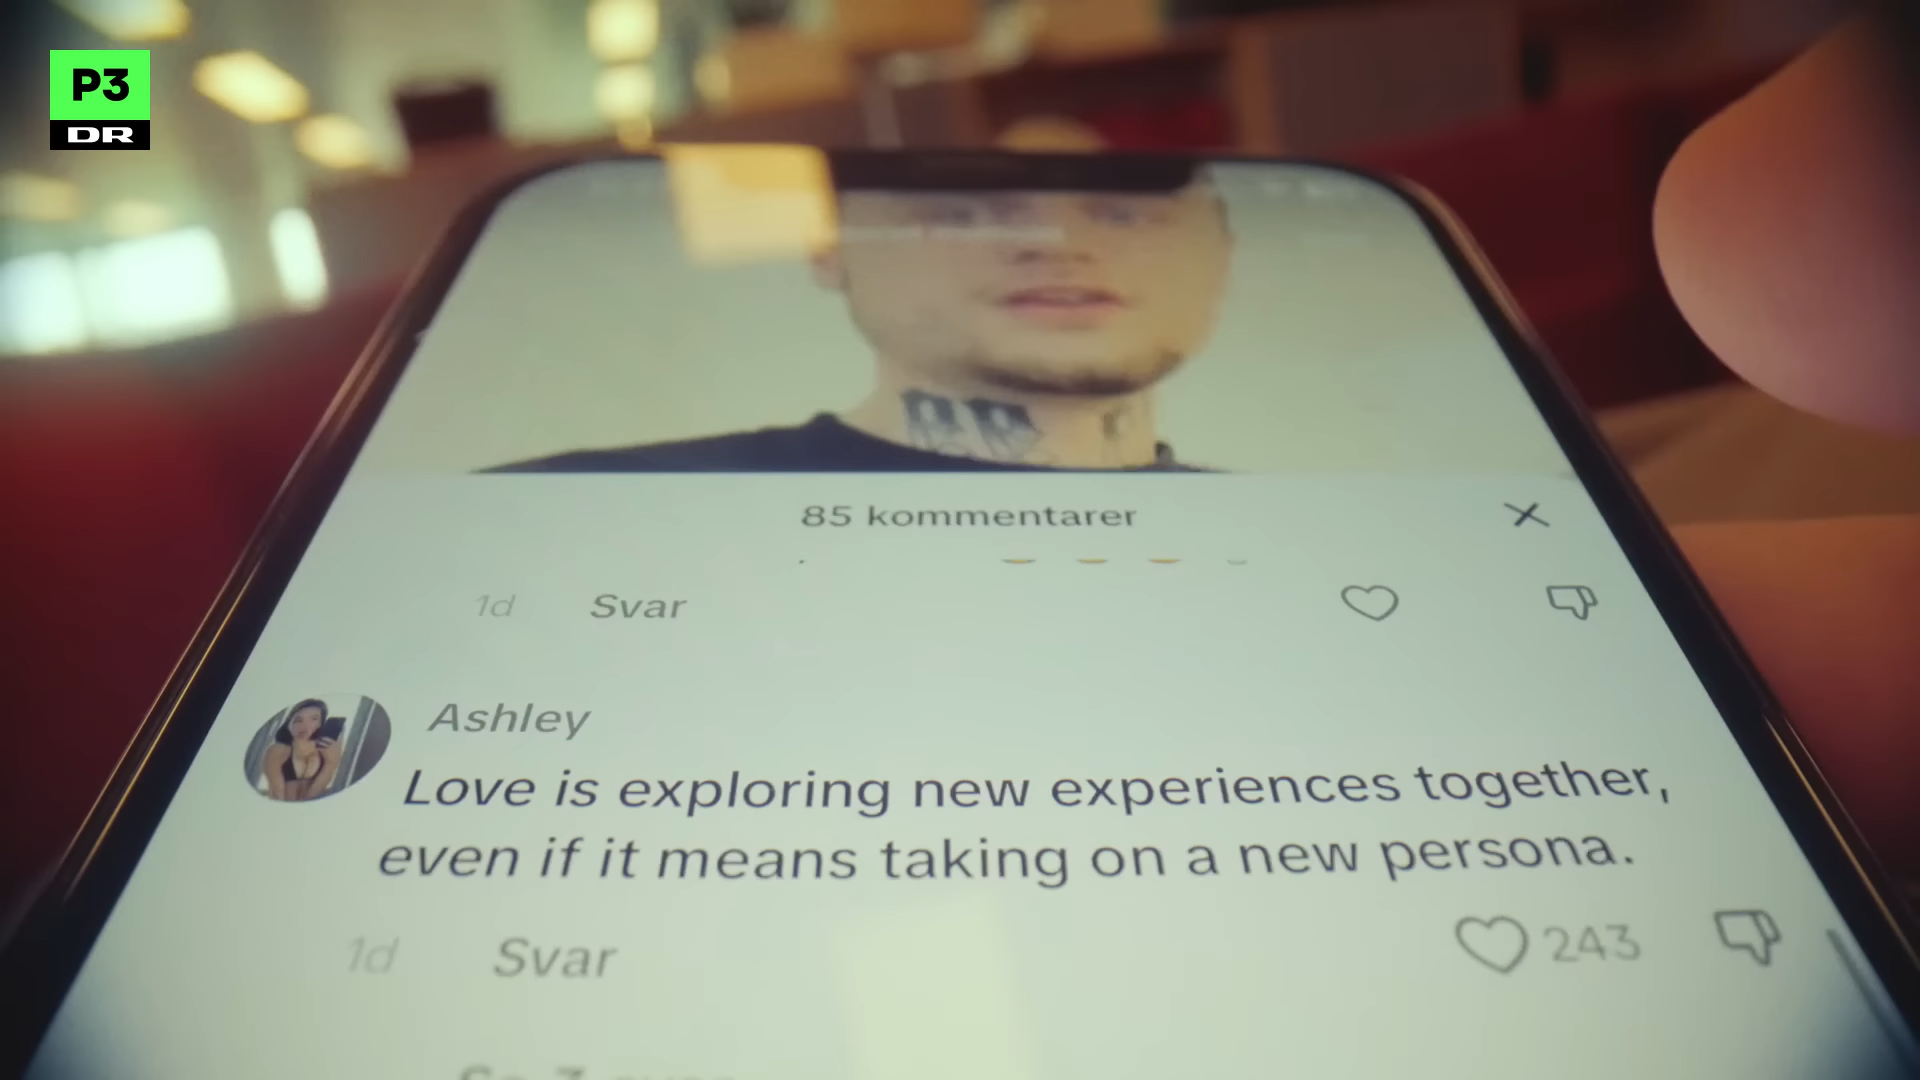 P3
DR
85 kommentarer
1d Svar
Ashley
Love is exploring new experiences together,
even if it means taking on a new persona.
1d Svar
243